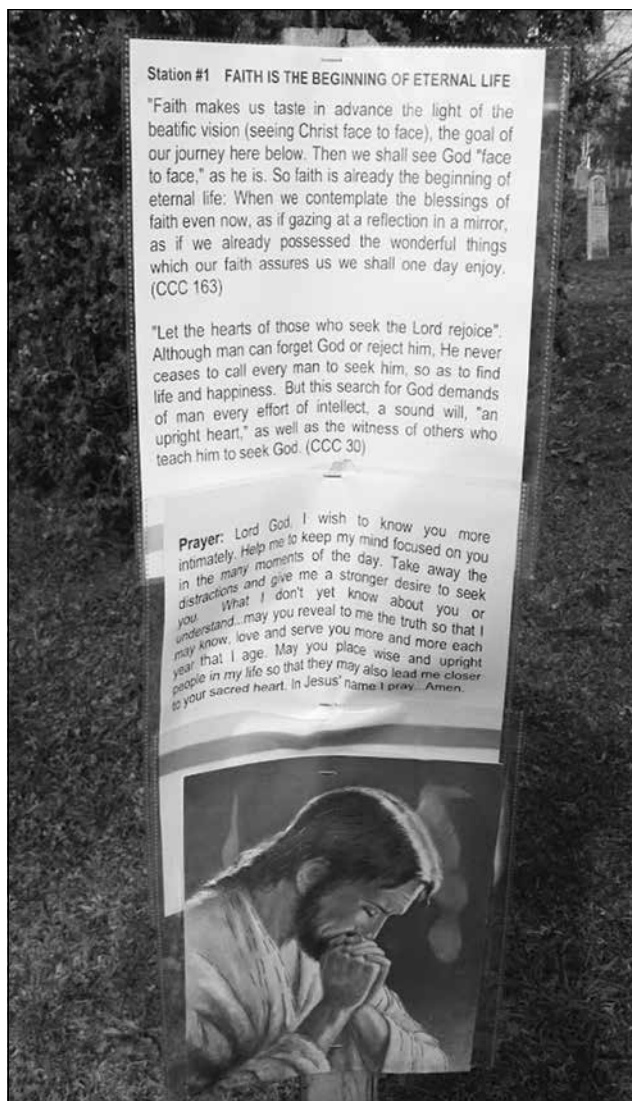 Station #1 FAITH IS THE BEGINNING OF ETERNAL LIFE
"Faith makes us taste in advance the light of the
beatific vision (seeing Christ face to face), the goal of
our journey here below. Then we shall see God "face
to face," as he is. So faith is already the beginning of
eternal life: When we contemplate the blessings of
faith even now, as if gazing at a reflection in a mirror,
as if we already possessed the wonderful things
which our faith assures us we shall one day enjoy.
(CCC 163)
"Let the hearts of those who seek the Lord rejoice".
Although man can forget God or reject him, He never
ceases to call every man to seek him, so as to find
life and happiness. But this search for God demands
of man every effort of intellect, a sound will, "an
upright heart," as well as the witness of others who
teach him to seek God. (CCC 30)
Prayer: Lord God, I wish to know you more
intimately. Help me to keep my mind focused on you
in the many moments of the day. Take away the
distractions and give me a stronger desire to seek
you. What I don't yet know about you or
understand...may you reveal to me the truth so that I
may know, love and serve you more and more each
year that I age. May you place wise and upright
people in my life so that they may also lead me closer
to your sacred heart. In Jesus' name I pray...Amen.